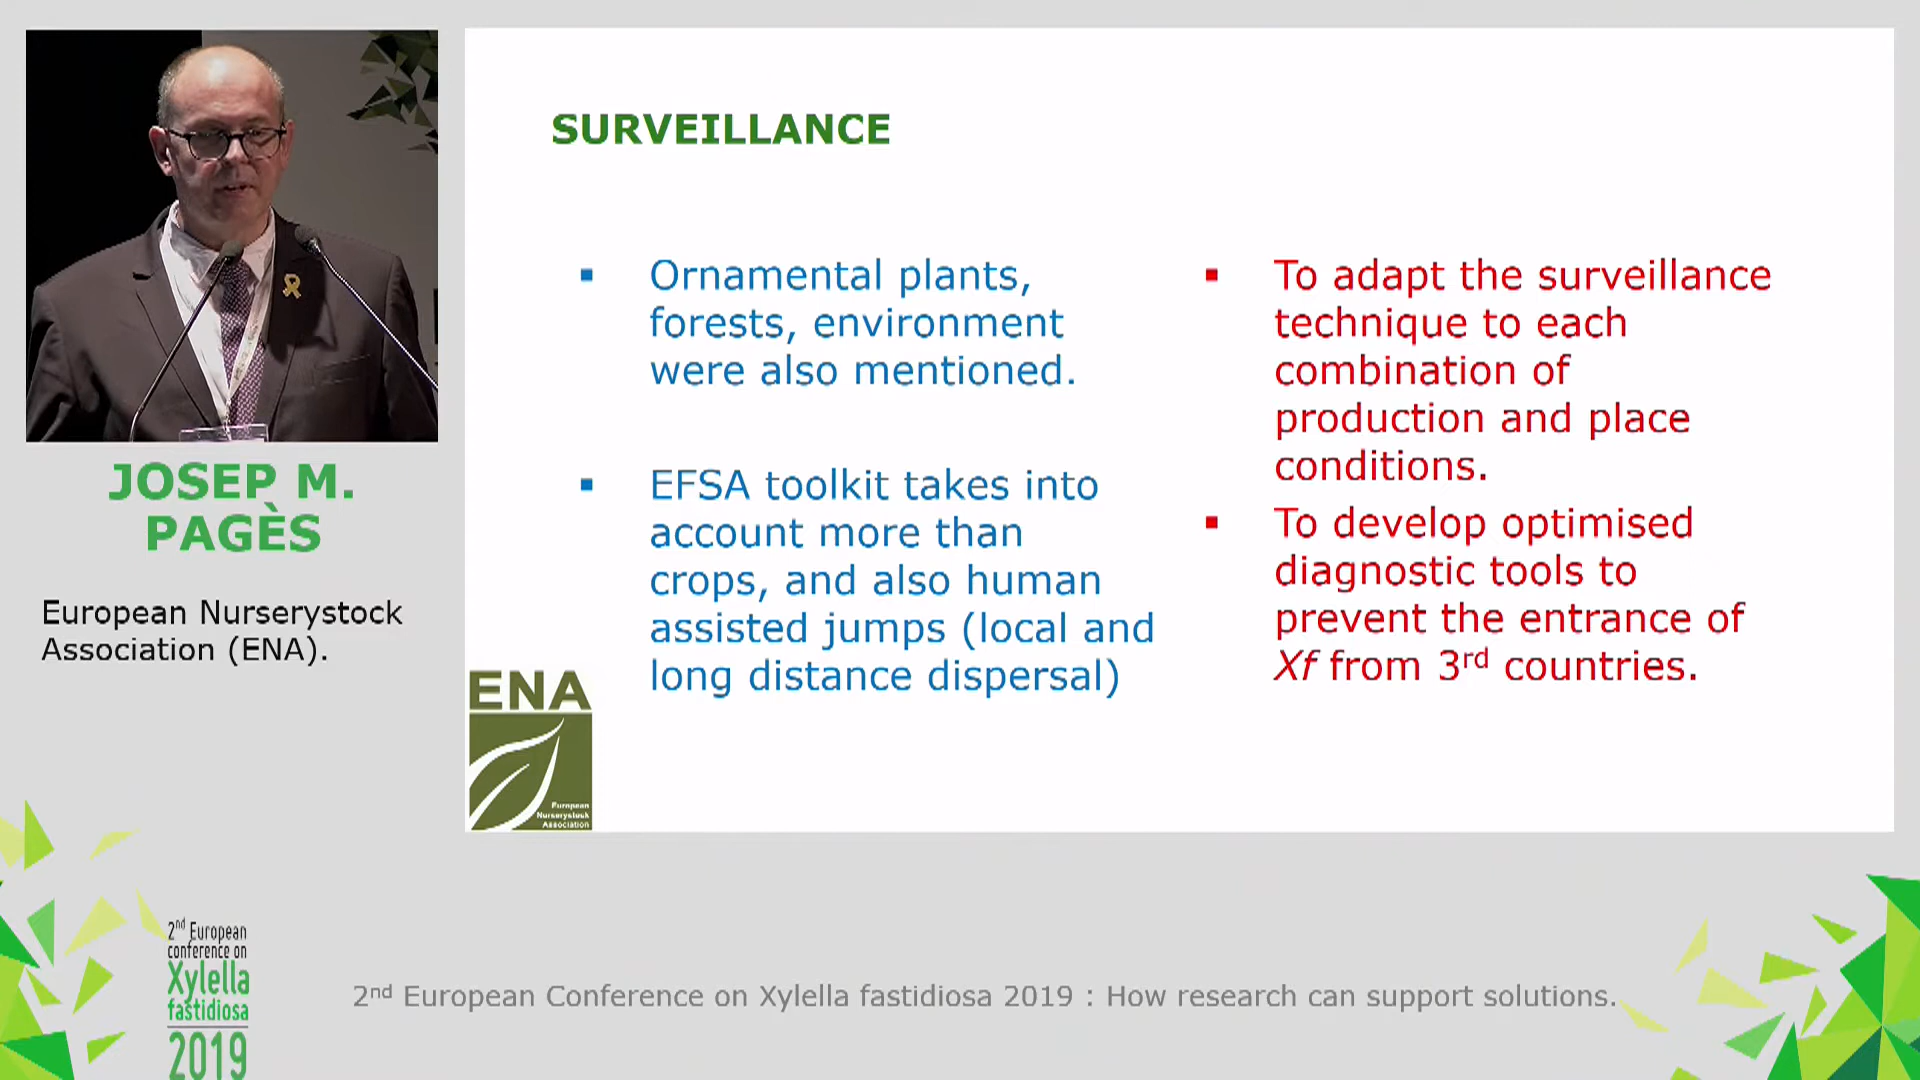 SURVEILLANCE
▪ Ornamental plants,
forests, environment
were also mentioned.
▪ EFSA toolkit takes into
account more than
crops, and also human
assisted jumps (local and
long distance dispersal)
▪ To adapt the surveillance
technique to each
combination of
production and place
conditions.
▪ To develop optimised
diagnostic tools to
prevent the entrance of
Xf from 3rd countries.
JOSEP M.
PAGÈS
European Nurserystock
Association (ENA).
ENA
European
Nurserystock
Association
2nd European
conference on
Xylella
fastidiosa
2019
2nd European Conference on Xylella fastidiosa 2019 : How research can support solutions.